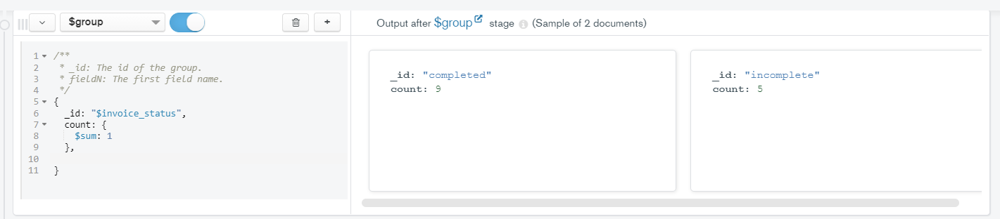 $group
+
Output after $group stage (Sample of 2 documents)
1 /**
2 * _id: The id of the group.
3 * fieldN: The first field name.
4 */
5 {
6 _id: "$invoice_status",
7 count: {
8 $sum: 1
9 },
10
11 }
_id: "completed"
count: 9
_id: "incomplete"
count: 5